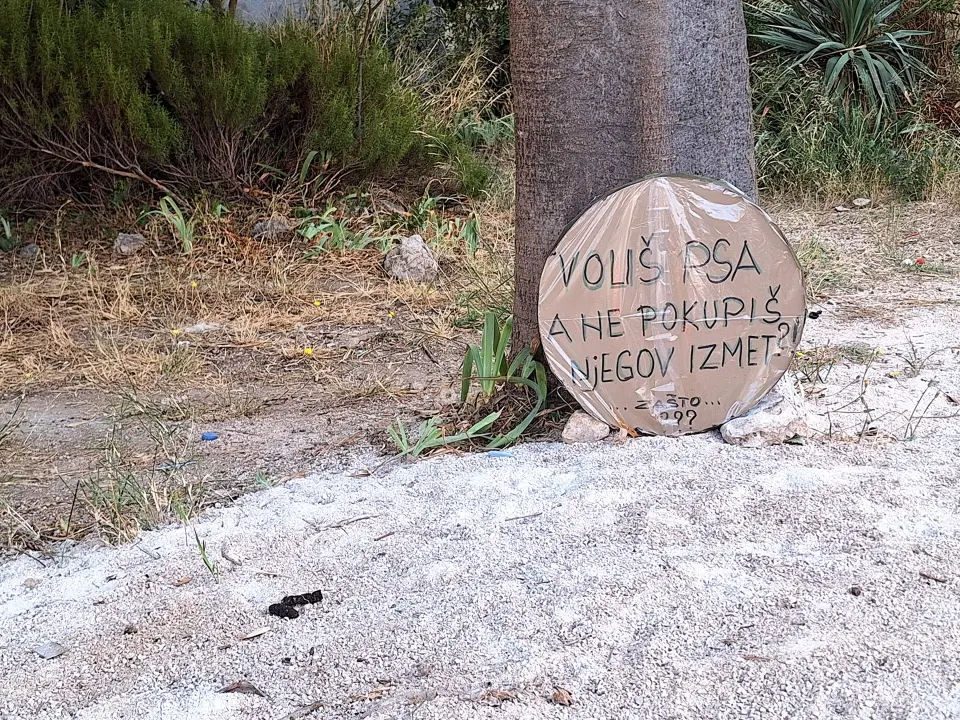 VOLIŠ PSA
A NE POKUPIŠ
NjEGOV IZMET?!
... ZAŠTO...
???